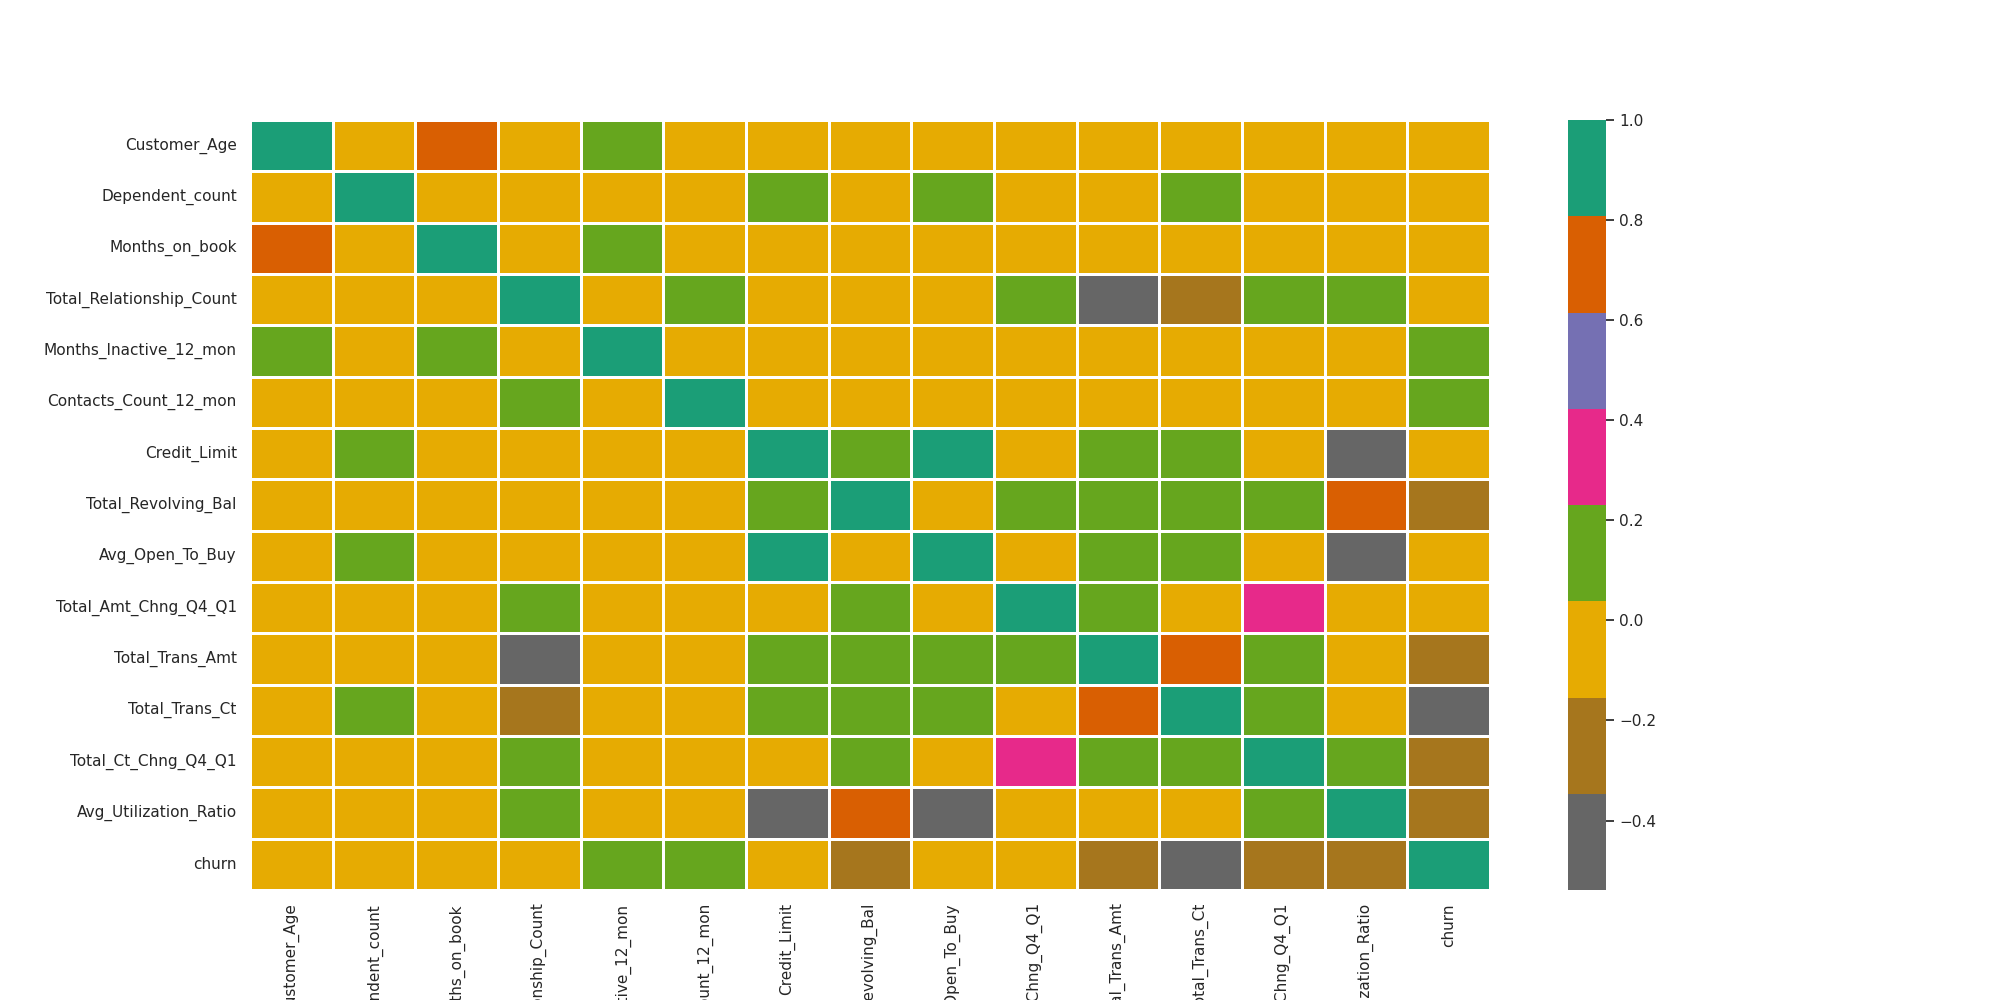 Customer_Age
Dependent_count
Months_on_book
Total_Relationship_Count
Months_Inactive_12_mon
Contacts_Count_12_mon
Credit_Limit
Total_Revolving_Bal
Avg_Open_To_Buy
Total_Amt_Chng_Q4_Q1
Total_Trans_Amt
Total_Trans_Ct
Total_Ct_Chng_Q4_Q1
Avg_Utilization_Ratio
churn
ustomer_Age
ndent_count
ths_on_book
onship_Count
tive_12_mon
ount_12_mon
Credit_Limit
evolving_Bal
Open_To_Buy
Chng_Q4_Q1
al_Trans_Amt
otal_Trans_Ct
Chng_Q4_Q1
zation_Ratio
churn
1.0
0.8
0.6
0.4
0.2
0.0
−0.2
−0.4